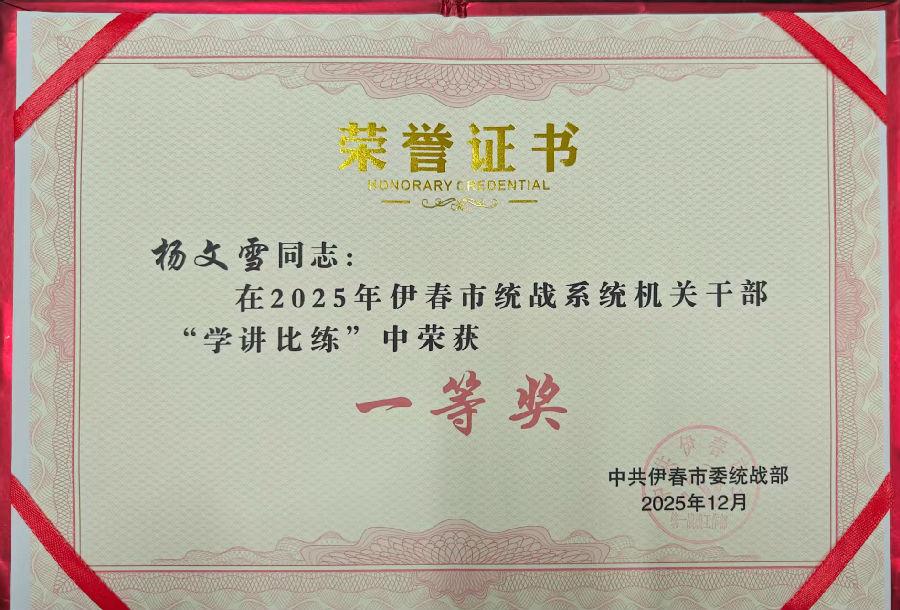 荣誉证书
HONORARY CREDENTIAL
杨文雪同志：
在2025年伊春市统战系统机关干部
“学讲比练”中荣获
一等奖
中共伊春市委统战部
2025年12月